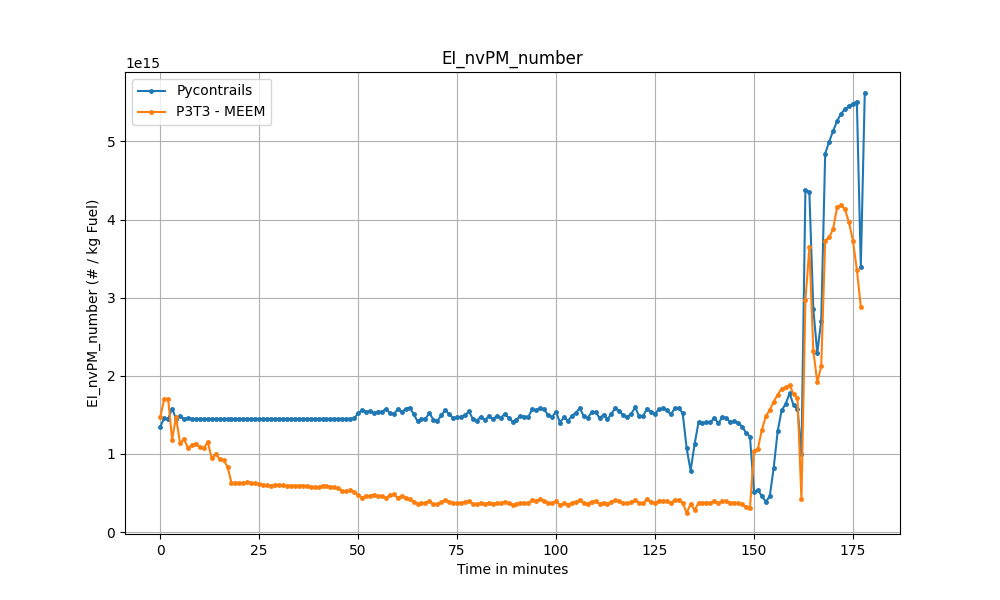 EI_nvPM_number
1e15
Pycontrails
P3T3 - MEEM
EI_nvPM_number (# / kg Fuel)
5
4
3
2
1
0
0 25 50 75 100 125 150 175
Time in minutes